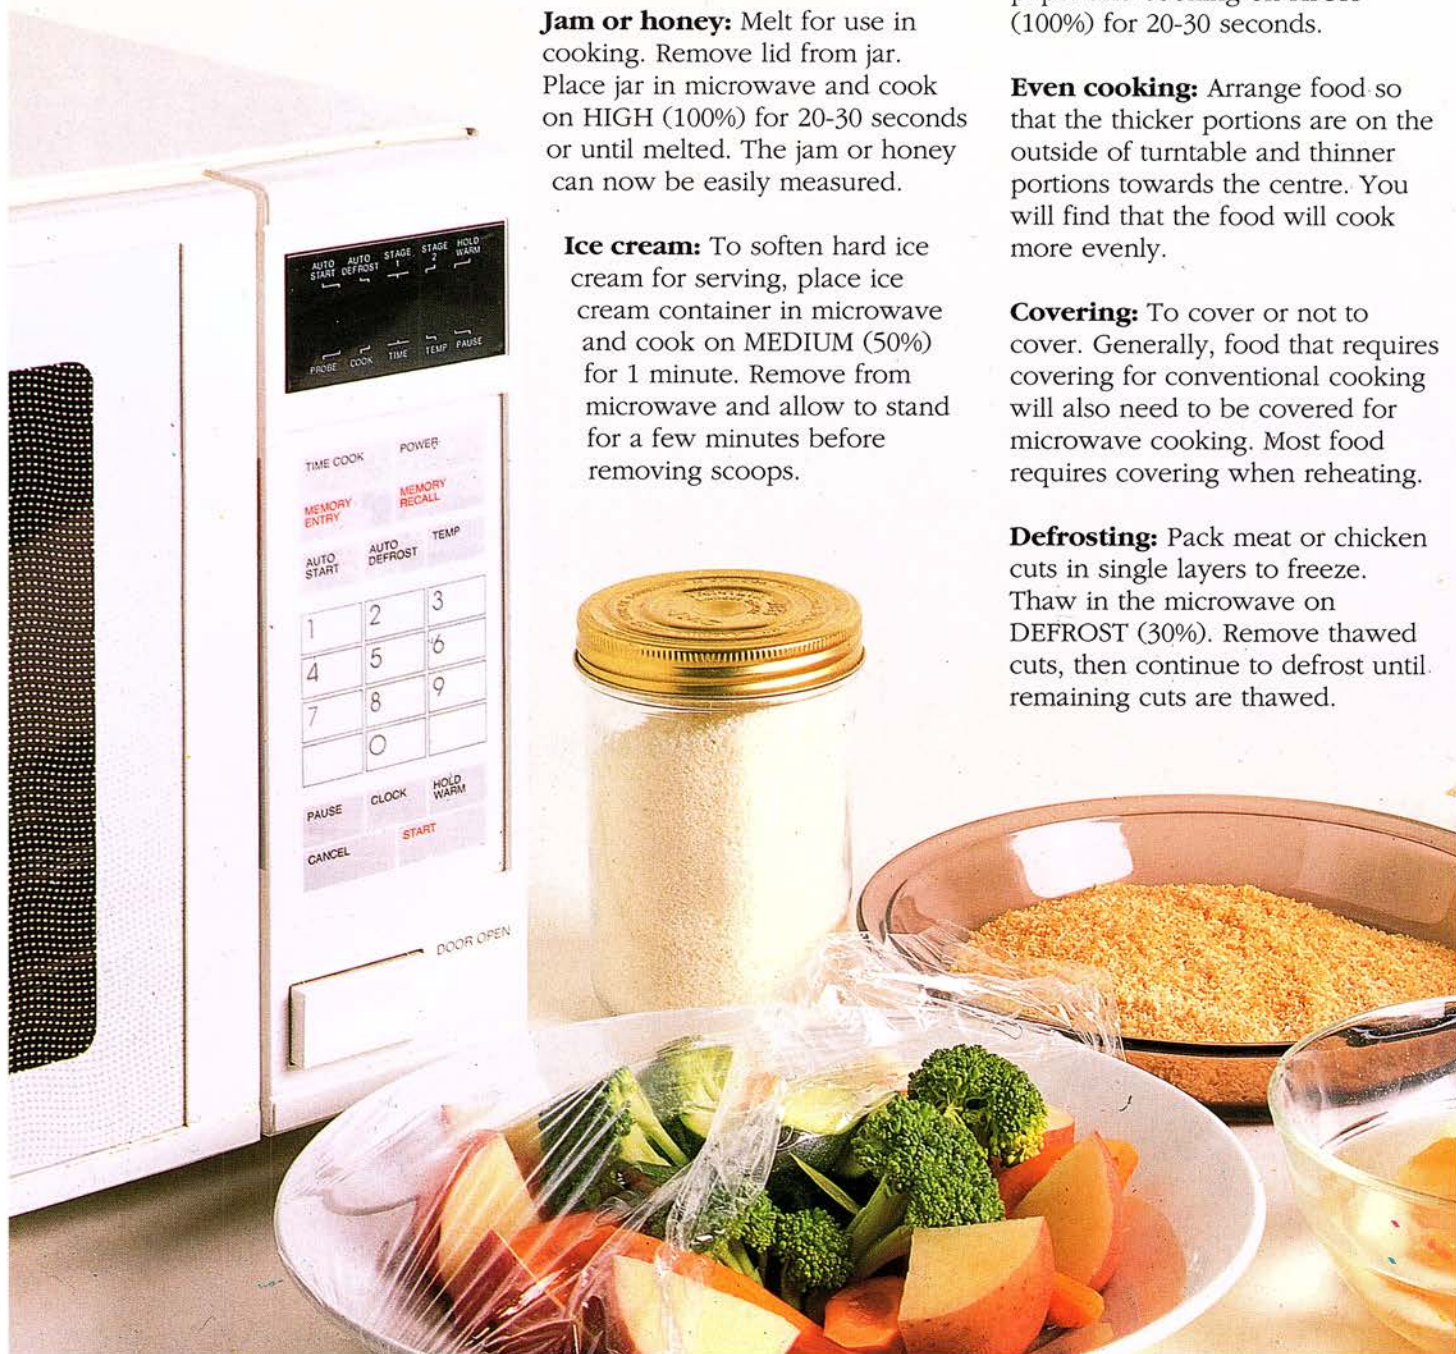 Jam or honey: Melt for use in
cooking. Remove lid from jar.
Place jar in microwave and cook
on HIGH (100%) for 20-30 seconds
or until melted. The jam or honey
can now be easily measured.
Ice cream: To soften hard ice
cream for serving, place ice
cream container in microwave
and cook on MEDIUM (50%)
for 1 minute. Remove from
microwave and allow to stand
for a few minutes before
removing scoops.
(100%) for 20-30 seconds.
Even cooking: Arrange food so
that the thicker portions are on the
outside of turntable and thinner
portions towards the centre. You
will find that the food will cook
more evenly.
Covering: To cover or not to
cover. Generally, food that requires
covering for conventional cooking
will also need to be covered for
microwave cooking. Most food
requires covering when reheating.
Defrosting: Pack meat or chicken
cuts in single layers to freeze.
Thaw in the microwave on
DEFROST (30%). Remove thawed
cuts, then continue to defrost until
remaining cuts are thawed.
AUTO START AUTO DEFROST STAGE 1 STAGE 2 HOLD WARM
PROBE COOK TIME TEMP PAUSE
TIME COOK POWER
MEMORY ENTRY MEMORY RECALL
AUTO START AUTO DEFROST TEMP
1 2 3
4 5 6
7 8 9
0
PAUSE CLOCK HOLD WARM
CANCEL START
DOOR OPEN